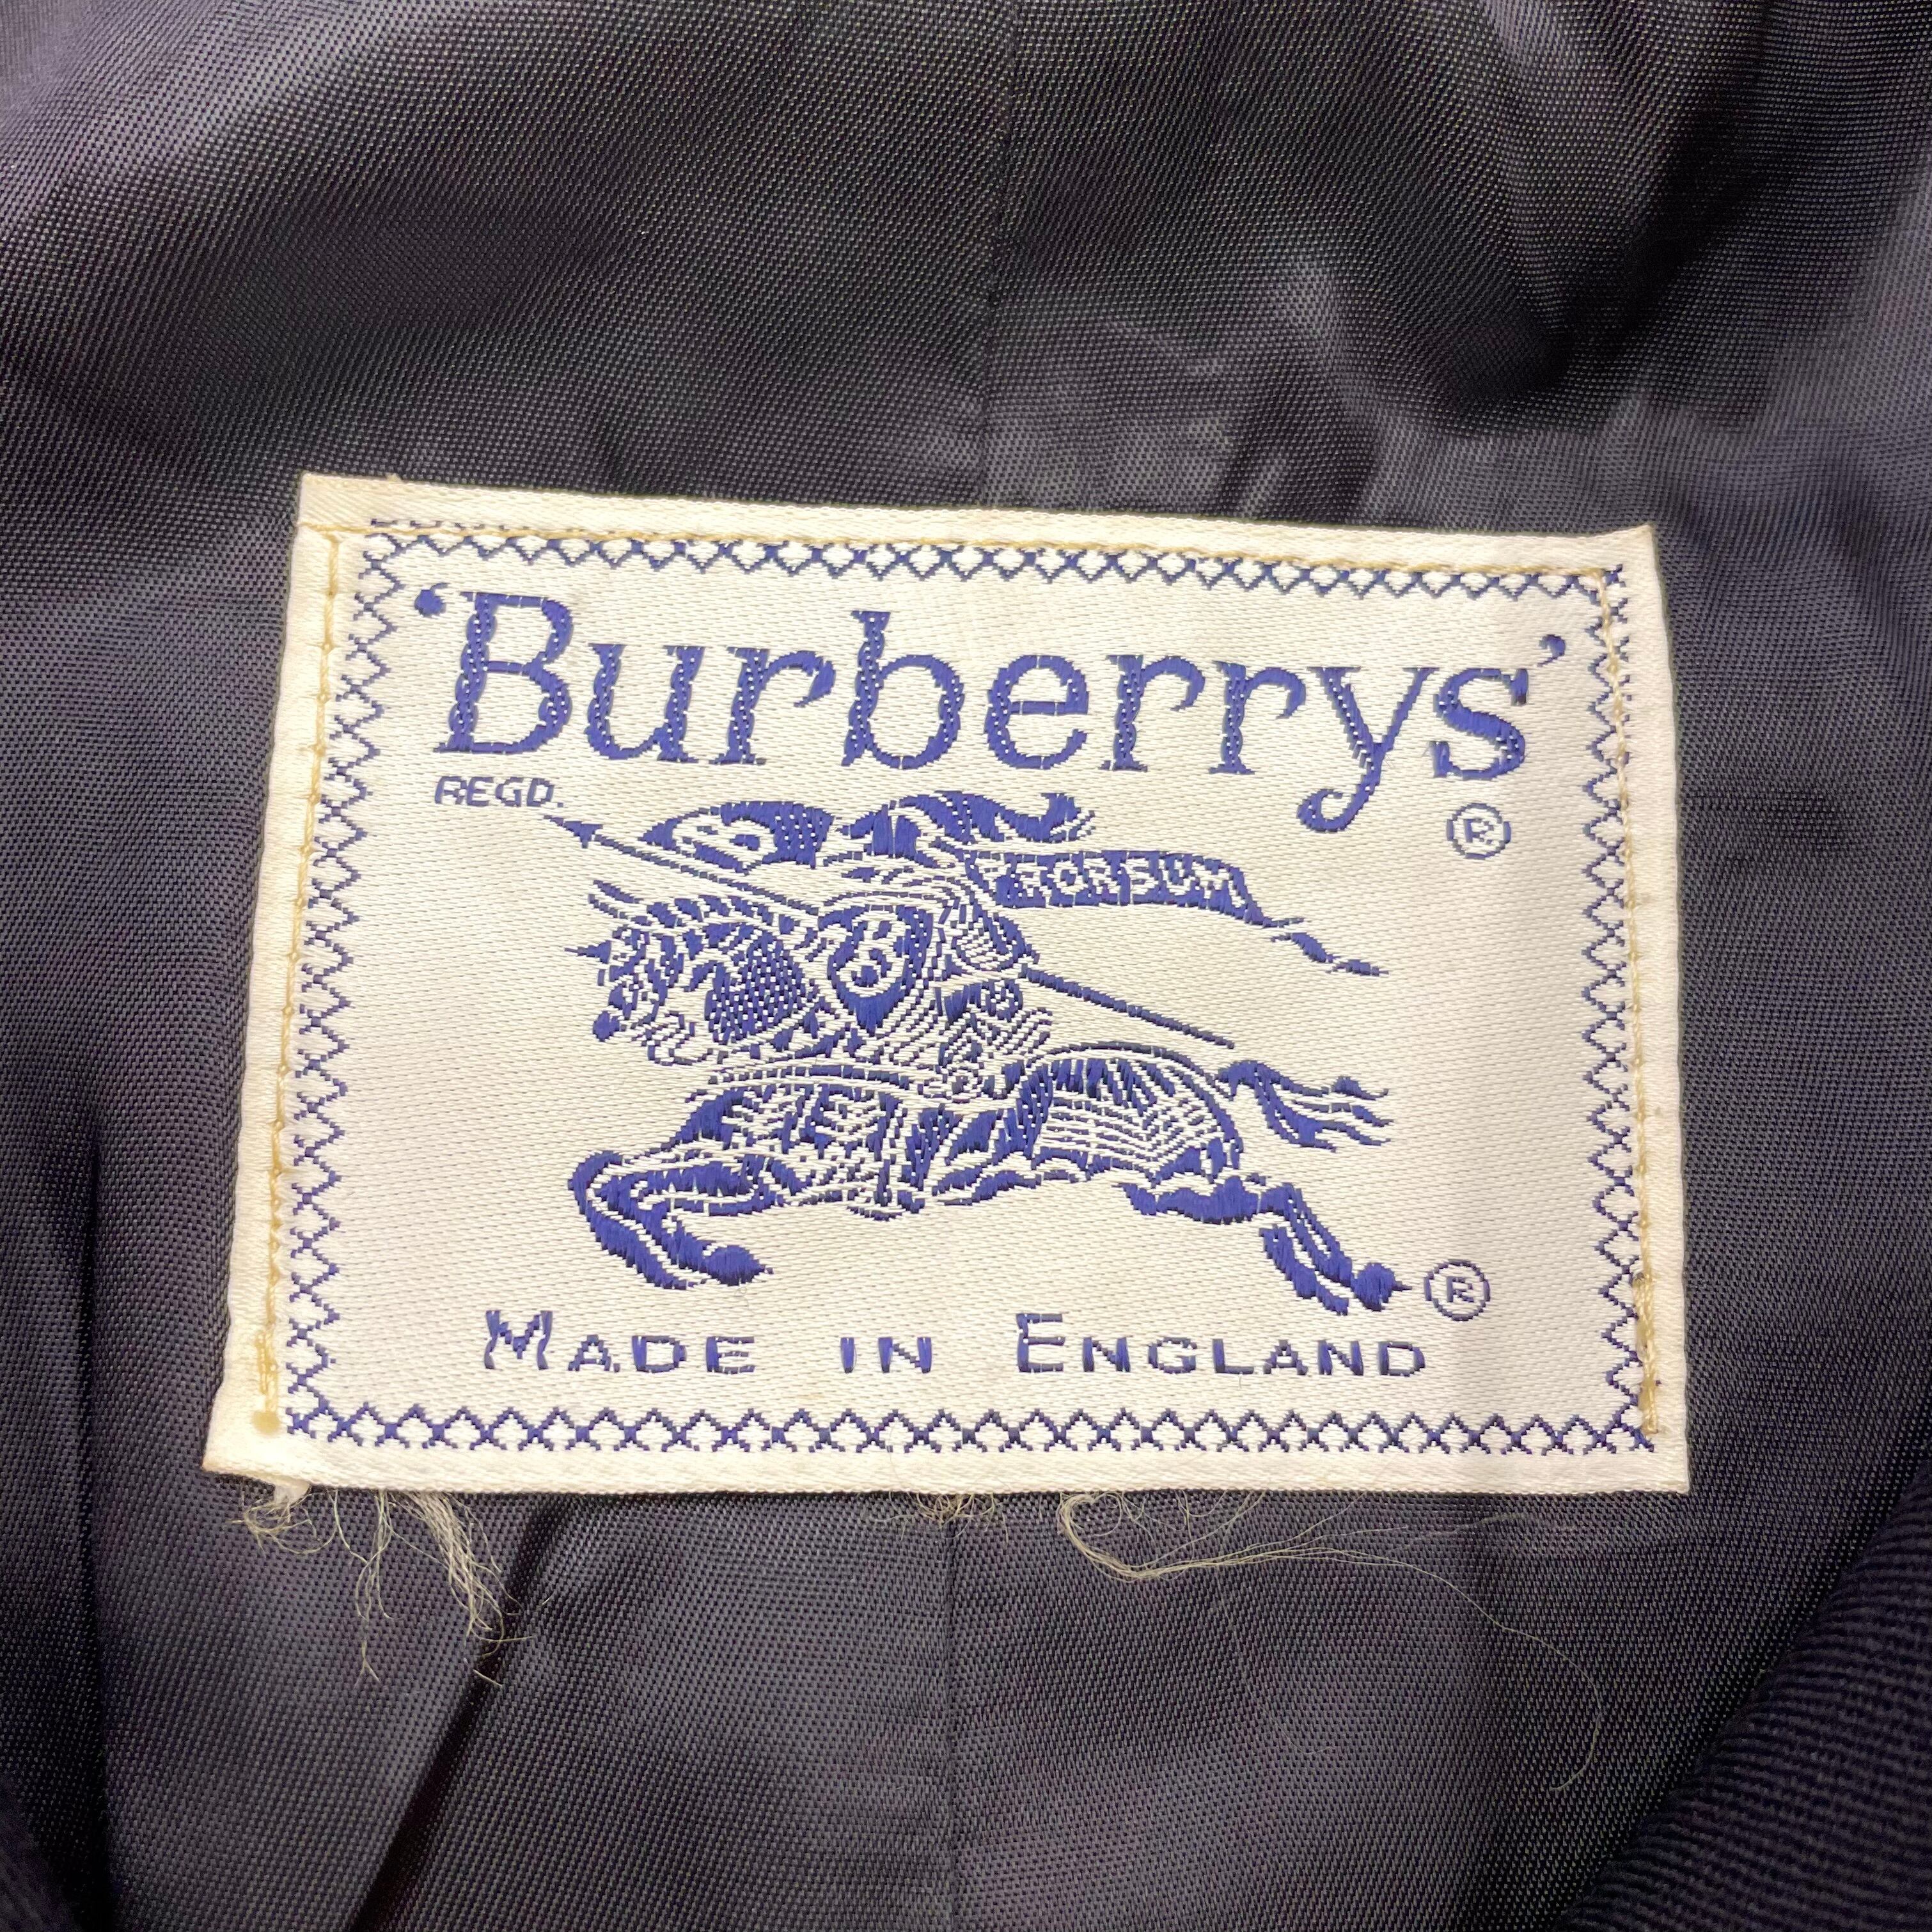 ‘Burberrys’
REGD.
®
PRORSUM
B
®
MADE IN ENGLAND